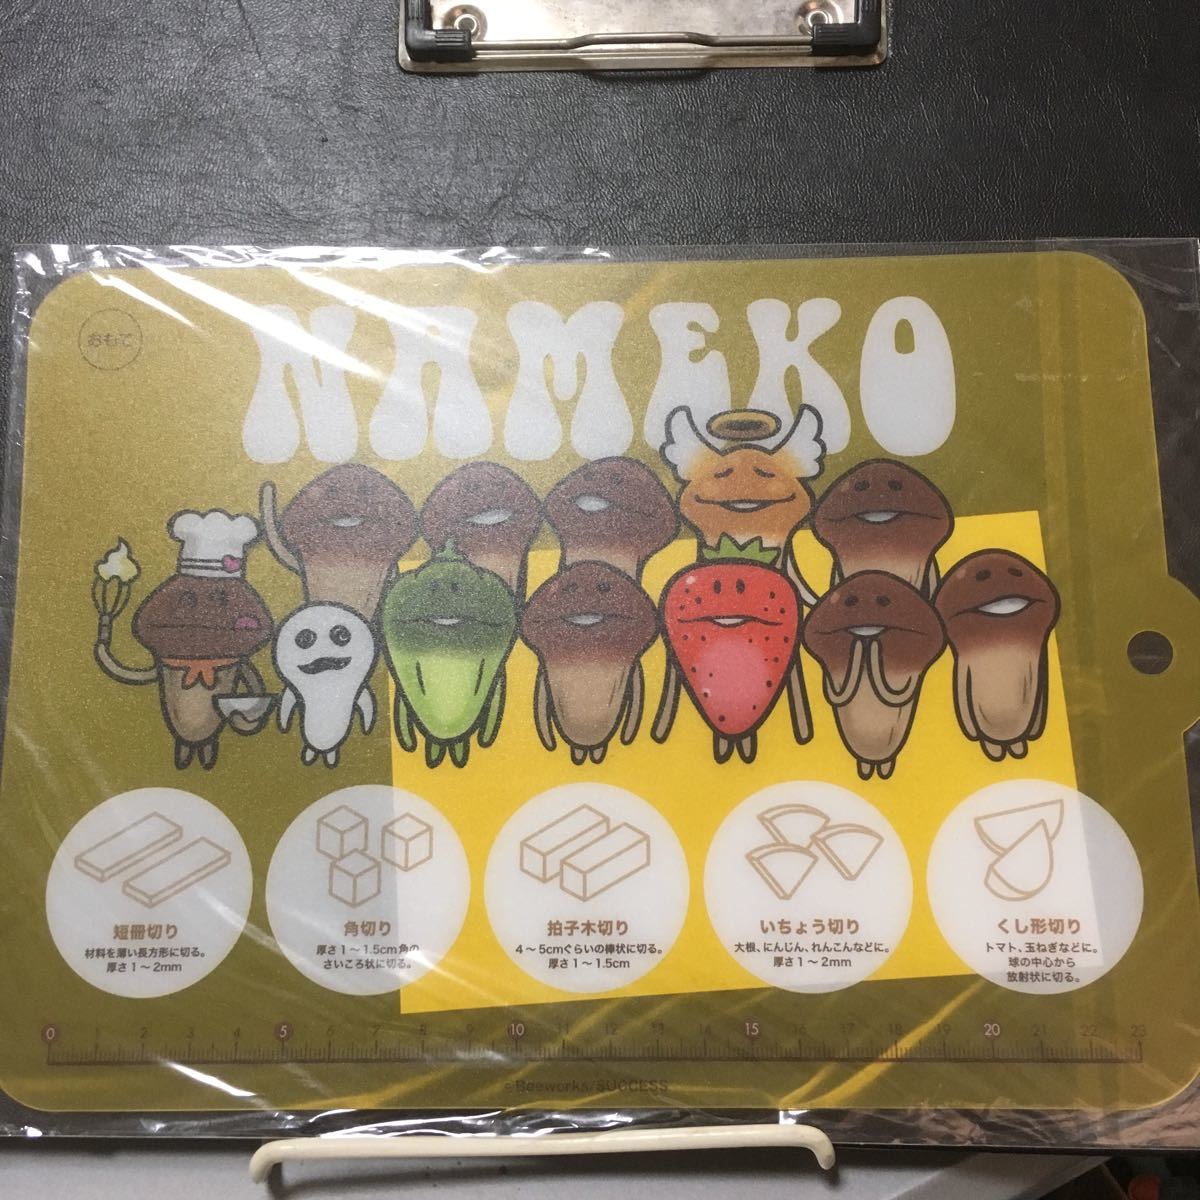 おもて
NAMEKO
短冊切り
材料を薄い長方形に切る。
厚さ1～2mm
角切り
厚さ1～1.5cm角の
さいころ状に切る。
拍子木切り
4～5cmぐらいの棒状に切る。
厚さ1～1.5cm
いちょう切り
大根、にんじん、れんこんなどに。
厚さ1～2mm
くし形切り
トマト、玉ねぎなどに。
球の中心から
放射状に切る。
0 1 2 3 4 5 6 7 8 9 10 11 12 13 14 15 16 17 18 19 20 21 22 23
©Beeworks/SUCCESS